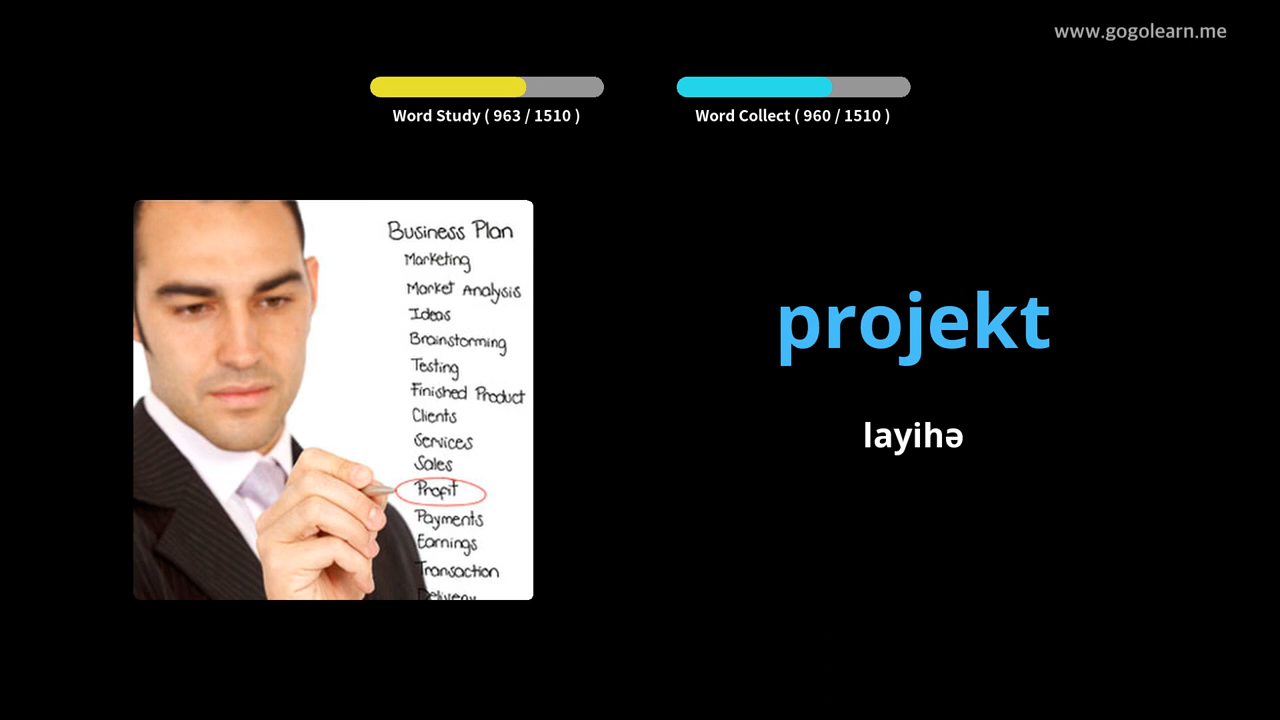 www.gogolearn.me
Word Study ( 963 / 1510 )
Word Collect ( 960 / 1510 )
Business Plan
Marketing
Market Analysis
Ideas
Brainstorming
Testing
Finished Product
Clients
Services
Sales
Profit
Payments
Earnings
Transaction
Delivery
projekt
layihə